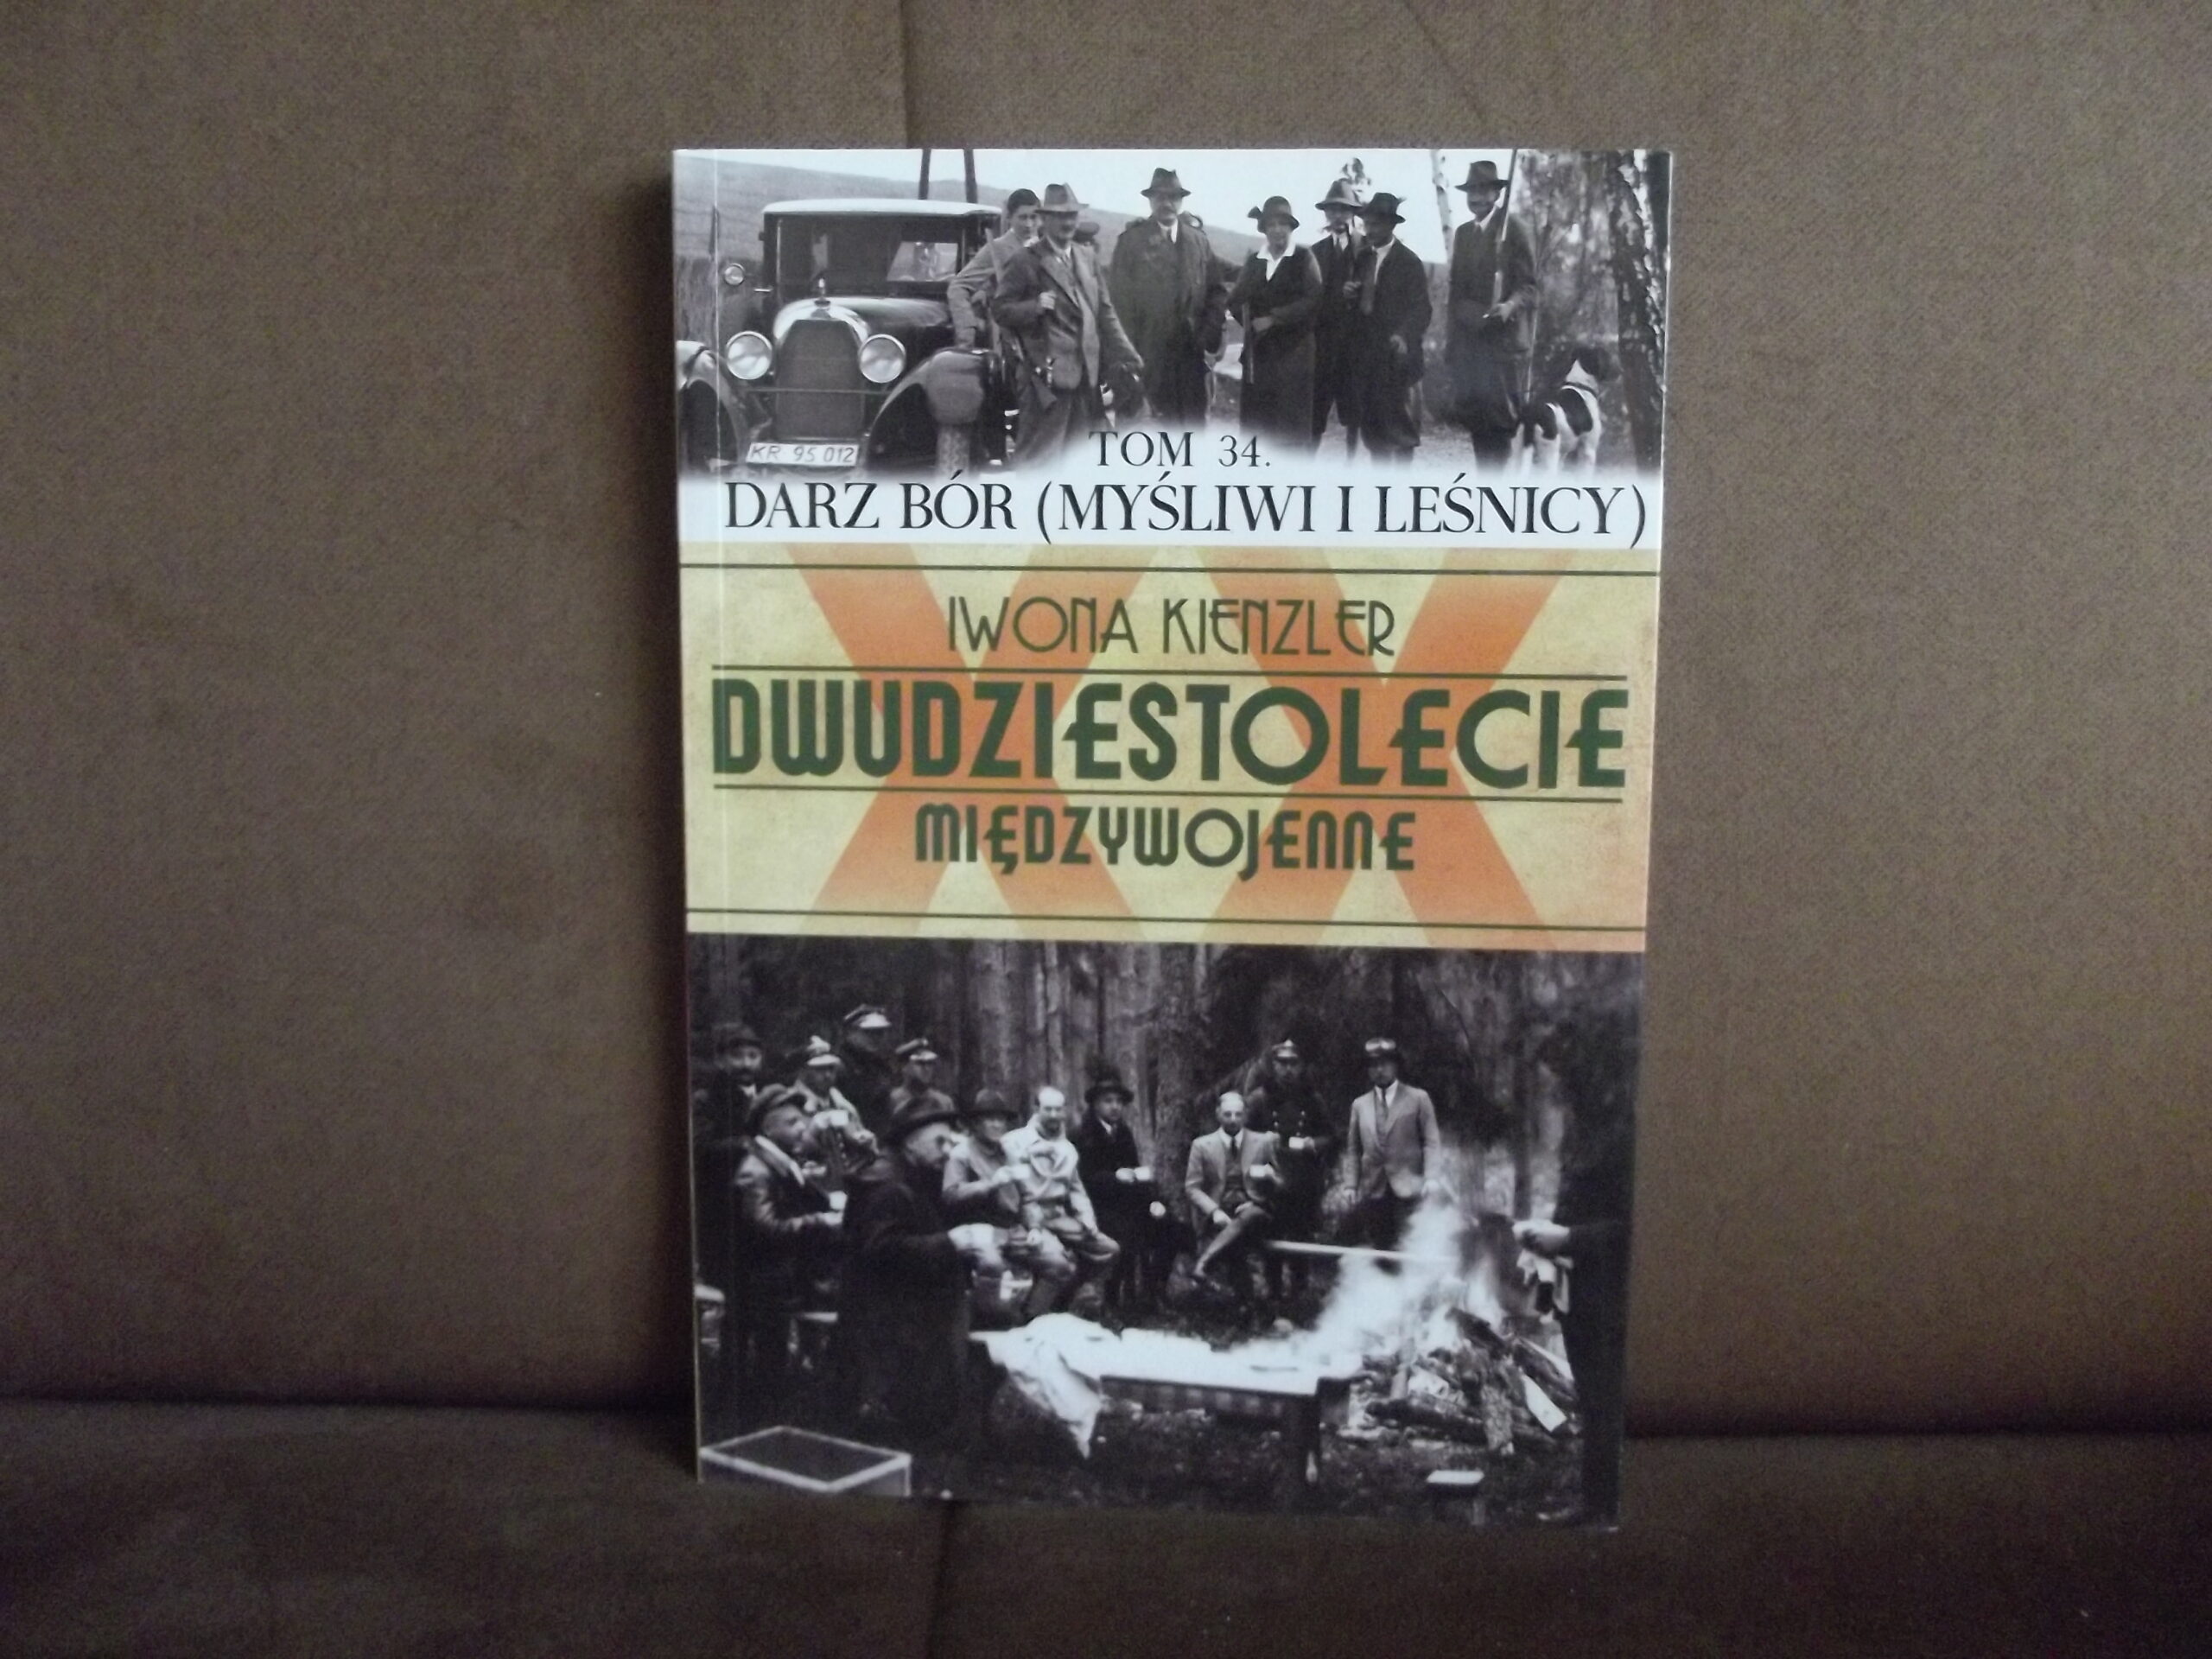 KR 95 012
TOM 34.
DARZ BÓR (MYŚLIWI I LEŚNICY)
IWONA KIENZLER
DWUDZIESTOLECIE
MIĘDZYWOJENNE